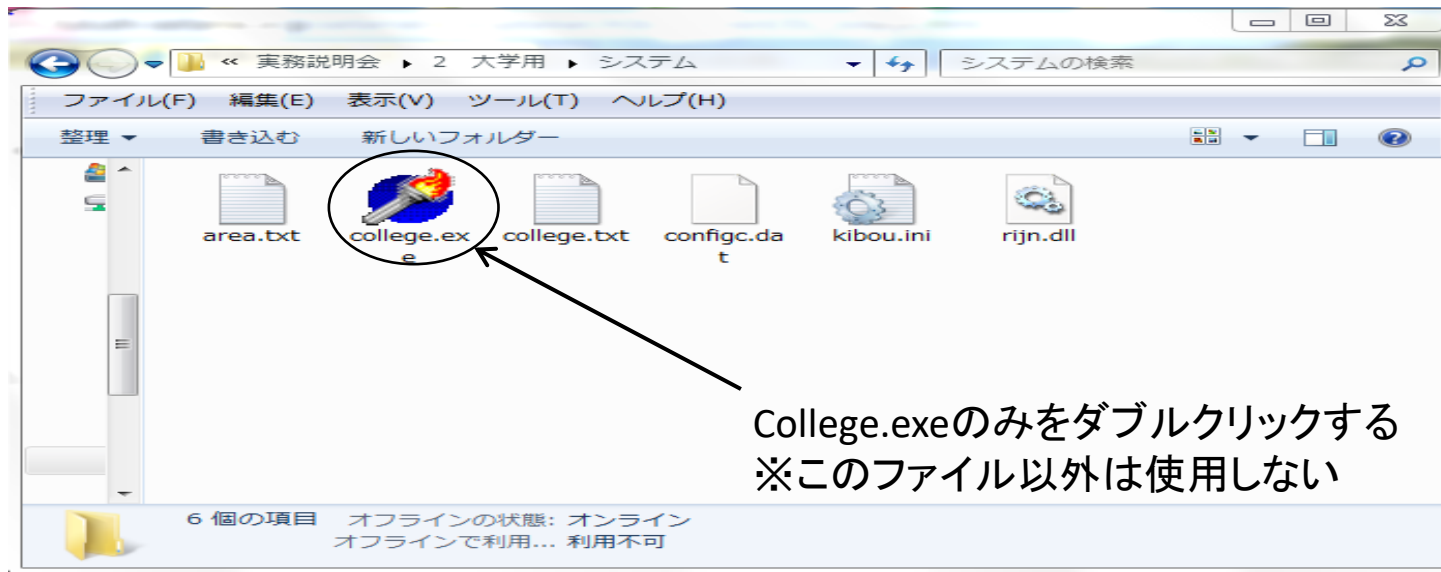 « 実務説明会 ▸ 2 大学用 ▸ システム
システムの検索
ファイル(F) 編集(E) 表示(V) ツール(T) ヘルプ(H)
整理 書き込む 新しいフォルダー
area.txt
college.ex
e
college.txt
configc.da
t
kibou.ini
rijn.dll
College.exeのみをダブルクリックする
※このファイル以外は使用しない
6 個の項目 オフラインの状態: オンライン
オフラインで利用... 利用不可